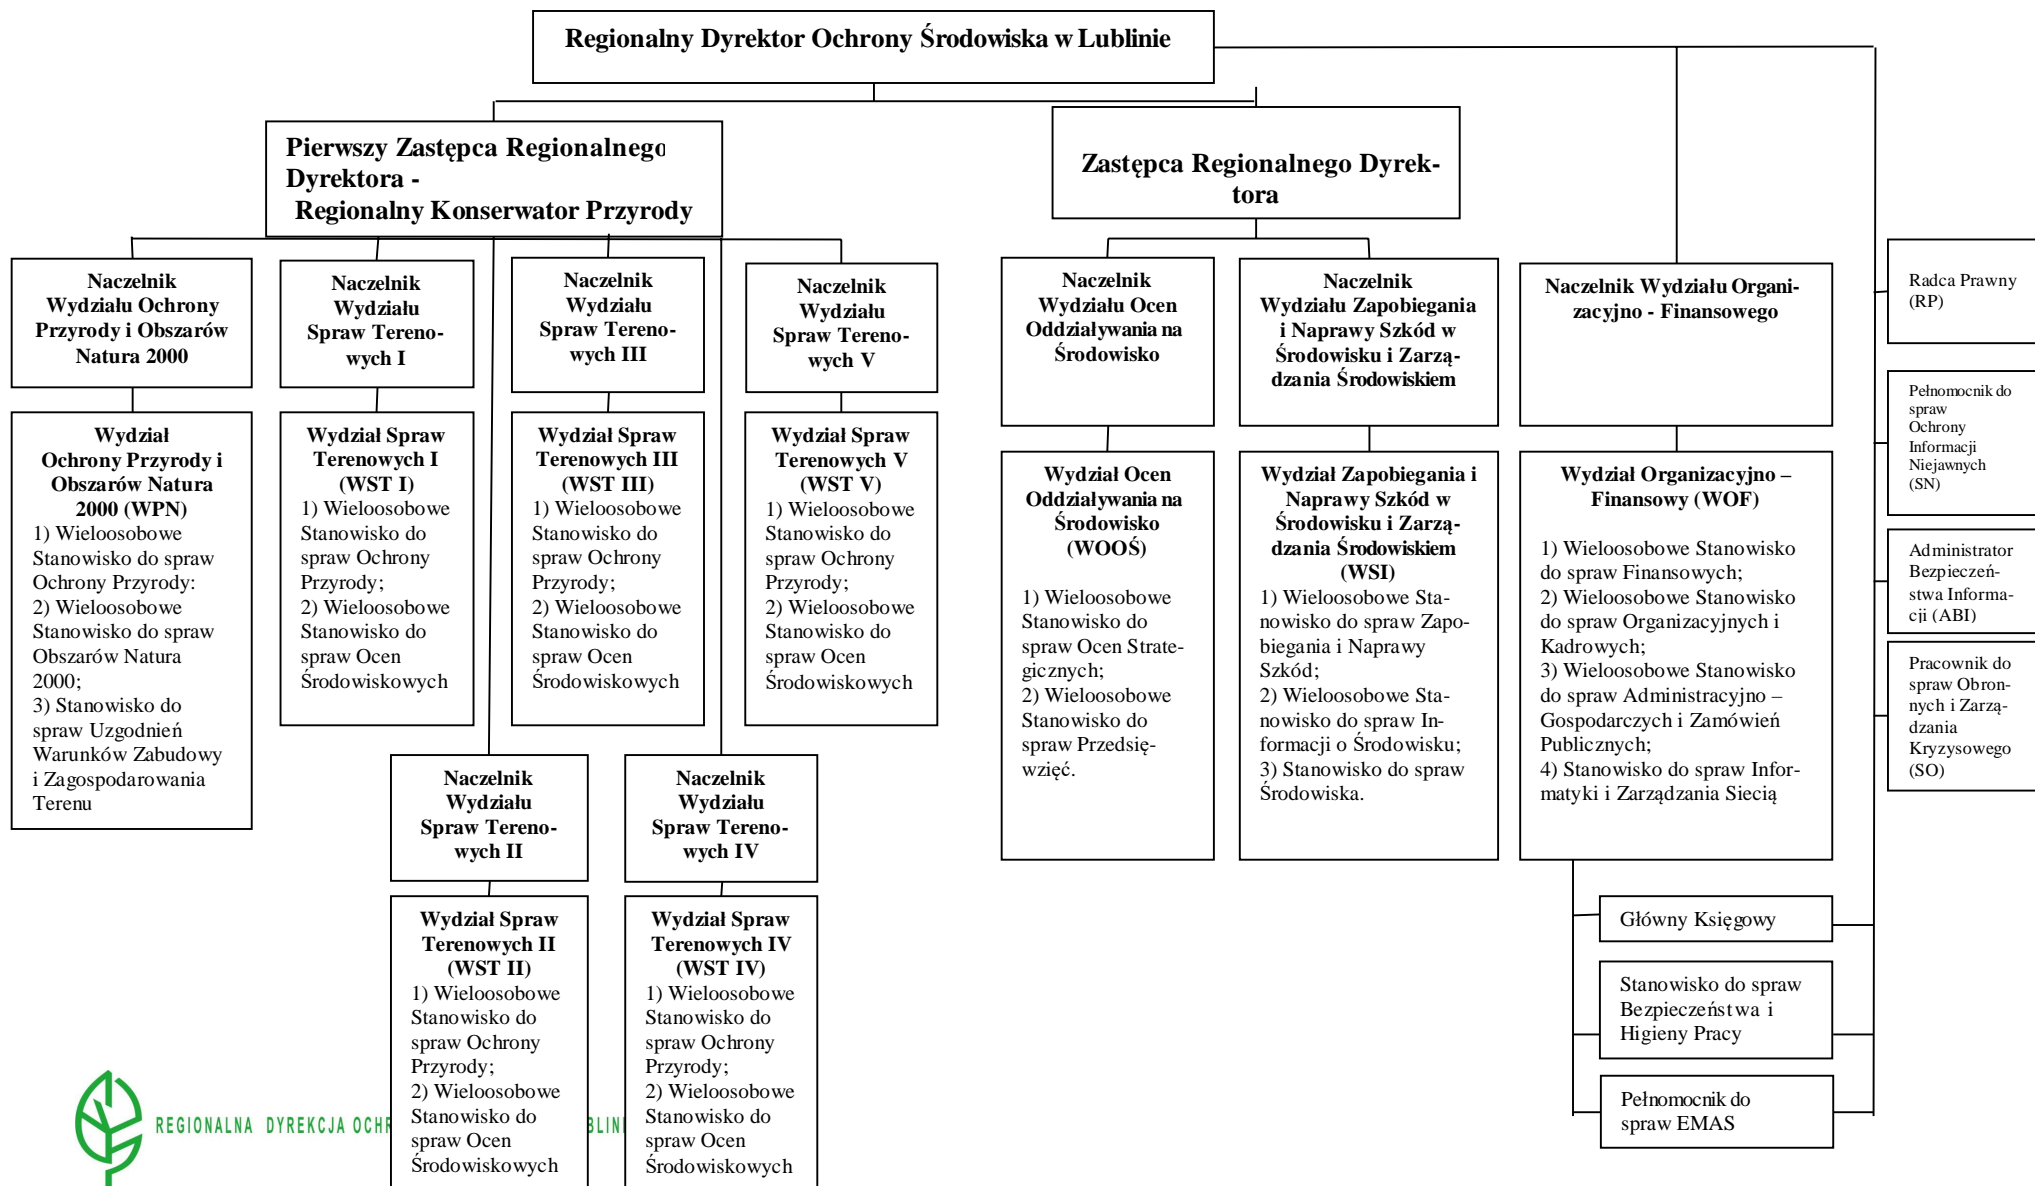 Regionalny Dyrektor Ochrony Środowiska w Lublinie
Pierwszy Zastępca Regionalnego
Dyrektora -
Regionalny Konserwator Przyrody
Zastępca Regionalnego Dyrek-
tora
Naczelnik
Wydziału Ochrony
Przyrody i Obszarów
Natura 2000
Naczelnik
Wydziału
Spraw Tereno-
wych I
Naczelnik
Wydziału
Spraw Tereno-
wych III
Naczelnik
Wydziału
Spraw Tereno-
wych V
Naczelnik
Wydziału Ocen
Oddziaływania na
Środowisko
Naczelnik
Wydziału Zapobiegania
i Naprawy Szkód w
Środowisku i Zarzą-
dzania Środowiskiem
Naczelnik Wydziału Organi-
zacyjno - Finansowego
Radca Prawny
(RP)
Pełnomocnik do
spraw
Ochrony
Informacji
Niejawnych
(SN)
Administrator
Bezpieczeń-
stwa Informa-
cji (ABI)
Pracownik do
spraw Obron-
nych i Zarzą-
dzania
Kryzysowego
(SO)
Wydział
Ochrony Przyrody i
Obszarów Natura
2000 (WPN)
1) Wieloosobowe
Stanowisko do spraw
Ochrony Przyrody:
2) Wieloosobowe
Stanowisko do spraw
Obszarów Natura
2000;
3) Stanowisko do
spraw Uzgodnień
Warunków Zabudowy
i Zagospodarowania
Terenu
Wydział Spraw
Terenowych I
(WST I)
1) Wieloosobowe
Stanowisko do
spraw Ochrony
Przyrody;
2) Wieloosobowe
Stanowisko do
spraw Ocen
Środowiskowych
Wydział Spraw
Terenowych III
(WST III)
1) Wieloosobowe
Stanowisko do
spraw Ochrony
Przyrody;
2) Wieloosobowe
Stanowisko do
spraw Ocen
Środowiskowych
Wydział Spraw
Terenowych V
(WST V)
1) Wieloosobowe
Stanowisko do
spraw Ochrony
Przyrody;
2) Wieloosobowe
Stanowisko do
spraw Ocen
Środowiskowych
Wydział Ocen
Oddziaływania na
Środowisko
(WOOŚ)
1) Wieloosobowe
Stanowisko do
spraw Ocen Strate-
gicznych;
2) Wieloosobowe
Stanowisko do
spraw Przedsię-
wzięć.
Wydział Zapobiegania i
Naprawy Szkód w
Środowisku i Zarzą-
dzania Środowiskiem
(WSI)
1) Wieloosobowe Sta-
nowisko do spraw Zapo-
biegania i Naprawy
Szkód;
2) Wieloosobowe Sta-
nowisko do spraw In-
formacji o Środowisku;
3) Stanowisko do spraw
Środowiska.
Wydział Organizacyjno –
Finansowy (WOF)
1) Wieloosobowe Stanowisko
do spraw Finansowych;
2) Wieloosobowe Stanowisko
do spraw Organizacyjnych i
Kadrowych;
3) Wieloosobowe Stanowisko
do spraw Administracyjno –
Gospodarczych i Zamówień
Publicznych;
4) Stanowisko do spraw Infor-
matyki i Zarządzania Siecią
Naczelnik
Wydziału
Spraw Tereno-
wych II
Naczelnik
Wydziału
Spraw Tereno-
wych IV
Wydział Spraw
Terenowych II
(WST II)
1) Wieloosobowe
Stanowisko do
spraw Ochrony
Przyrody;
2) Wieloosobowe
Stanowisko do
spraw Ocen
Środowiskowych
Wydział Spraw
Terenowych IV
(WST IV)
1) Wieloosobowe
Stanowisko do
spraw Ochrony
Przyrody;
2) Wieloosobowe
Stanowisko do
spraw Ocen
Środowiskowych
Główny Księgowy
Stanowisko do spraw
Bezpieczeństwa i
Higieny Pracy
Pełnomocnik do
spraw EMAS
REGIONALNA DYREKCJA